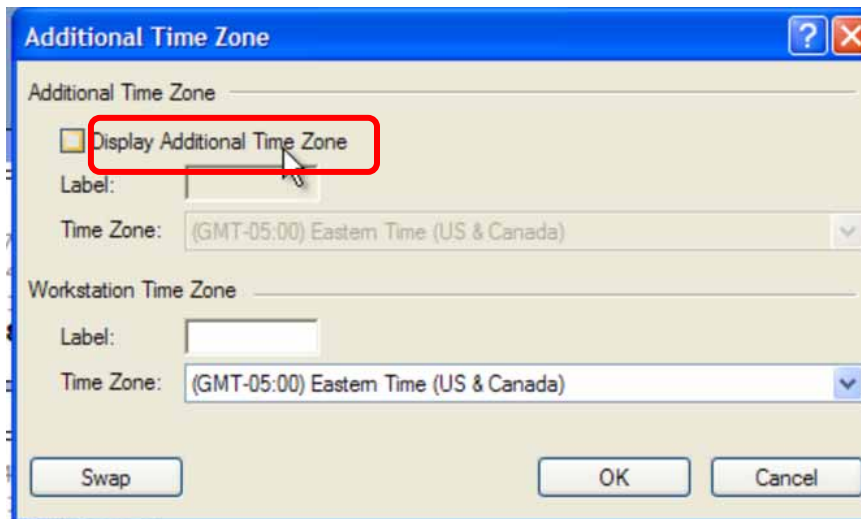 Additional Time Zone
Additional Time Zone
Display Additional Time Zone
Label:
Time Zone: (GMT-05:00) Eastern Time (US & Canada)
Workstation Time Zone
Label:
Time Zone: (GMT-05:00) Eastern Time (US & Canada)
Swap OK Cancel